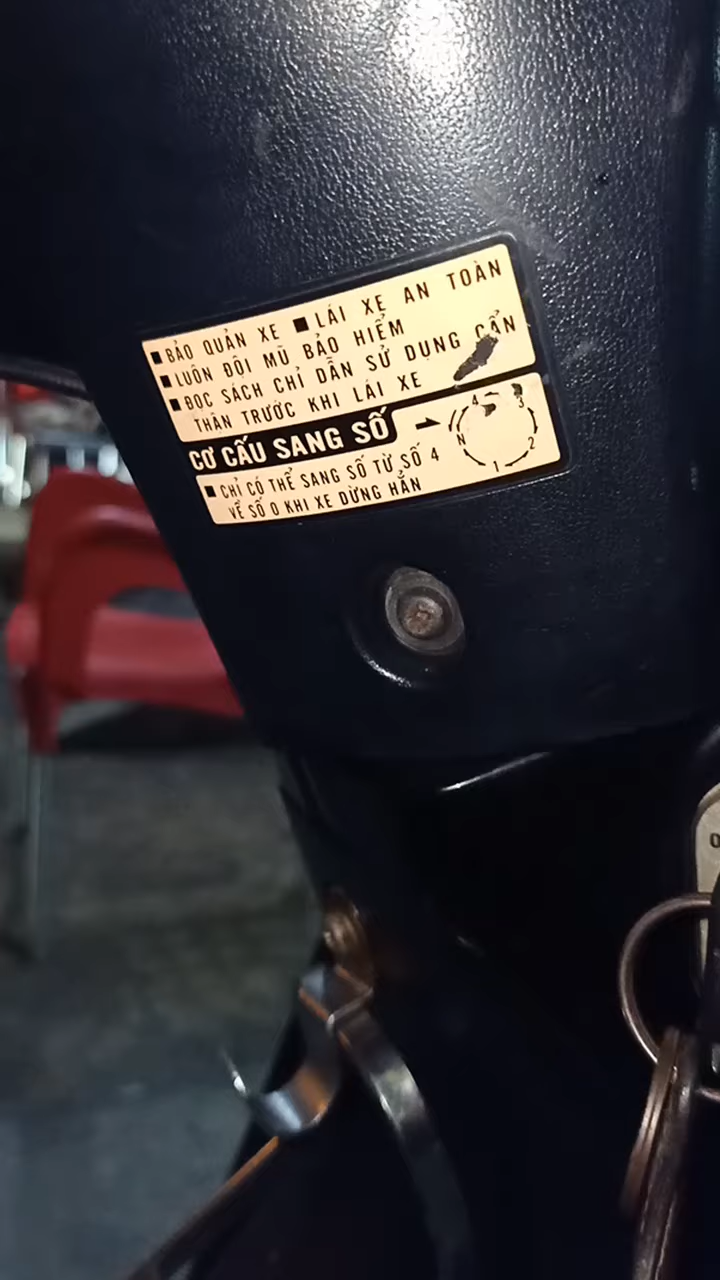 ■ BẢO QUẢN XE ■ LÁI XE AN TOÀN
■ LUÔN ĐỘI MŨ BẢO HIỂM
■ ĐỌC SÁCH CHỈ DẪN SỬ DỤNG CẨN
THẬN TRƯỚC KHI LÁI XE
CƠ CẤU SANG SỐ
N 1 2 3 4
■ CHỈ CÓ THỂ SANG SỐ TỪ SỐ 4
VỀ SỐ 0 KHI XE DỪNG HẲN